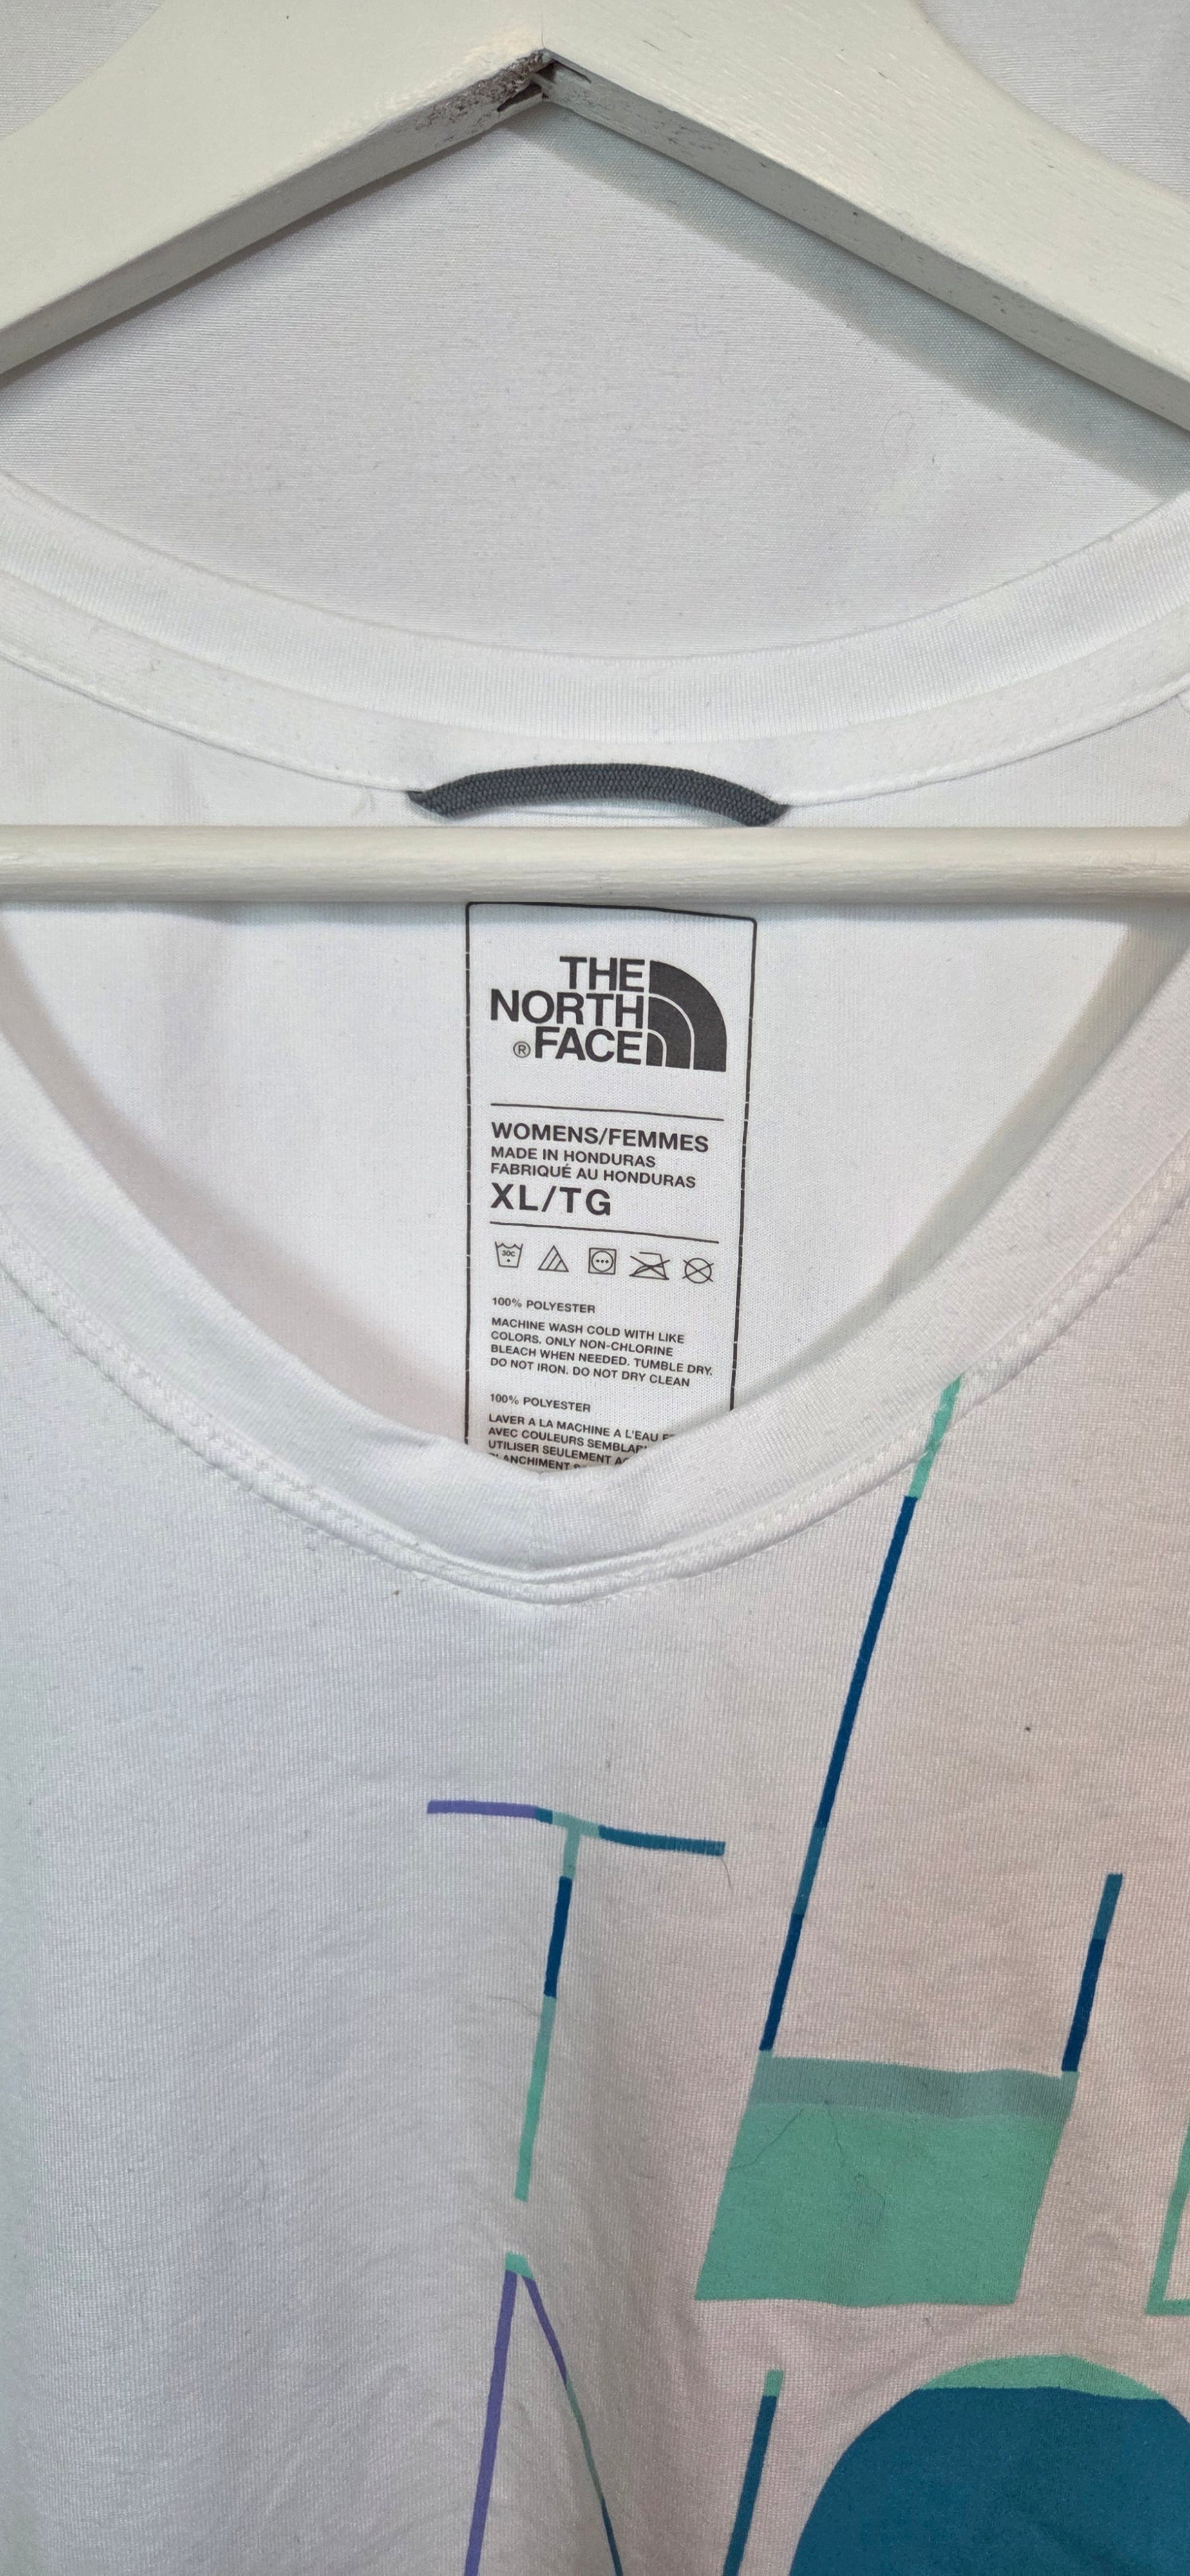 THE
NORTH
®FACE
WOMENS/FEMMES
MADE IN HONDURAS
FABRIQUÉ AU HONDURAS
XL/TG
30C
100% POLYESTER
MACHINE WASH COLD WITH LIKE
COLORS. ONLY NON-CHLORINE
BLEACH WHEN NEEDED. TUMBLE DRY.
DO NOT IRON. DO NOT DRY CLEAN
100% POLYESTER
LAVER A LA MACHINE A L'EAU
AVEC COULEURS
UTILISER SEULEMENT